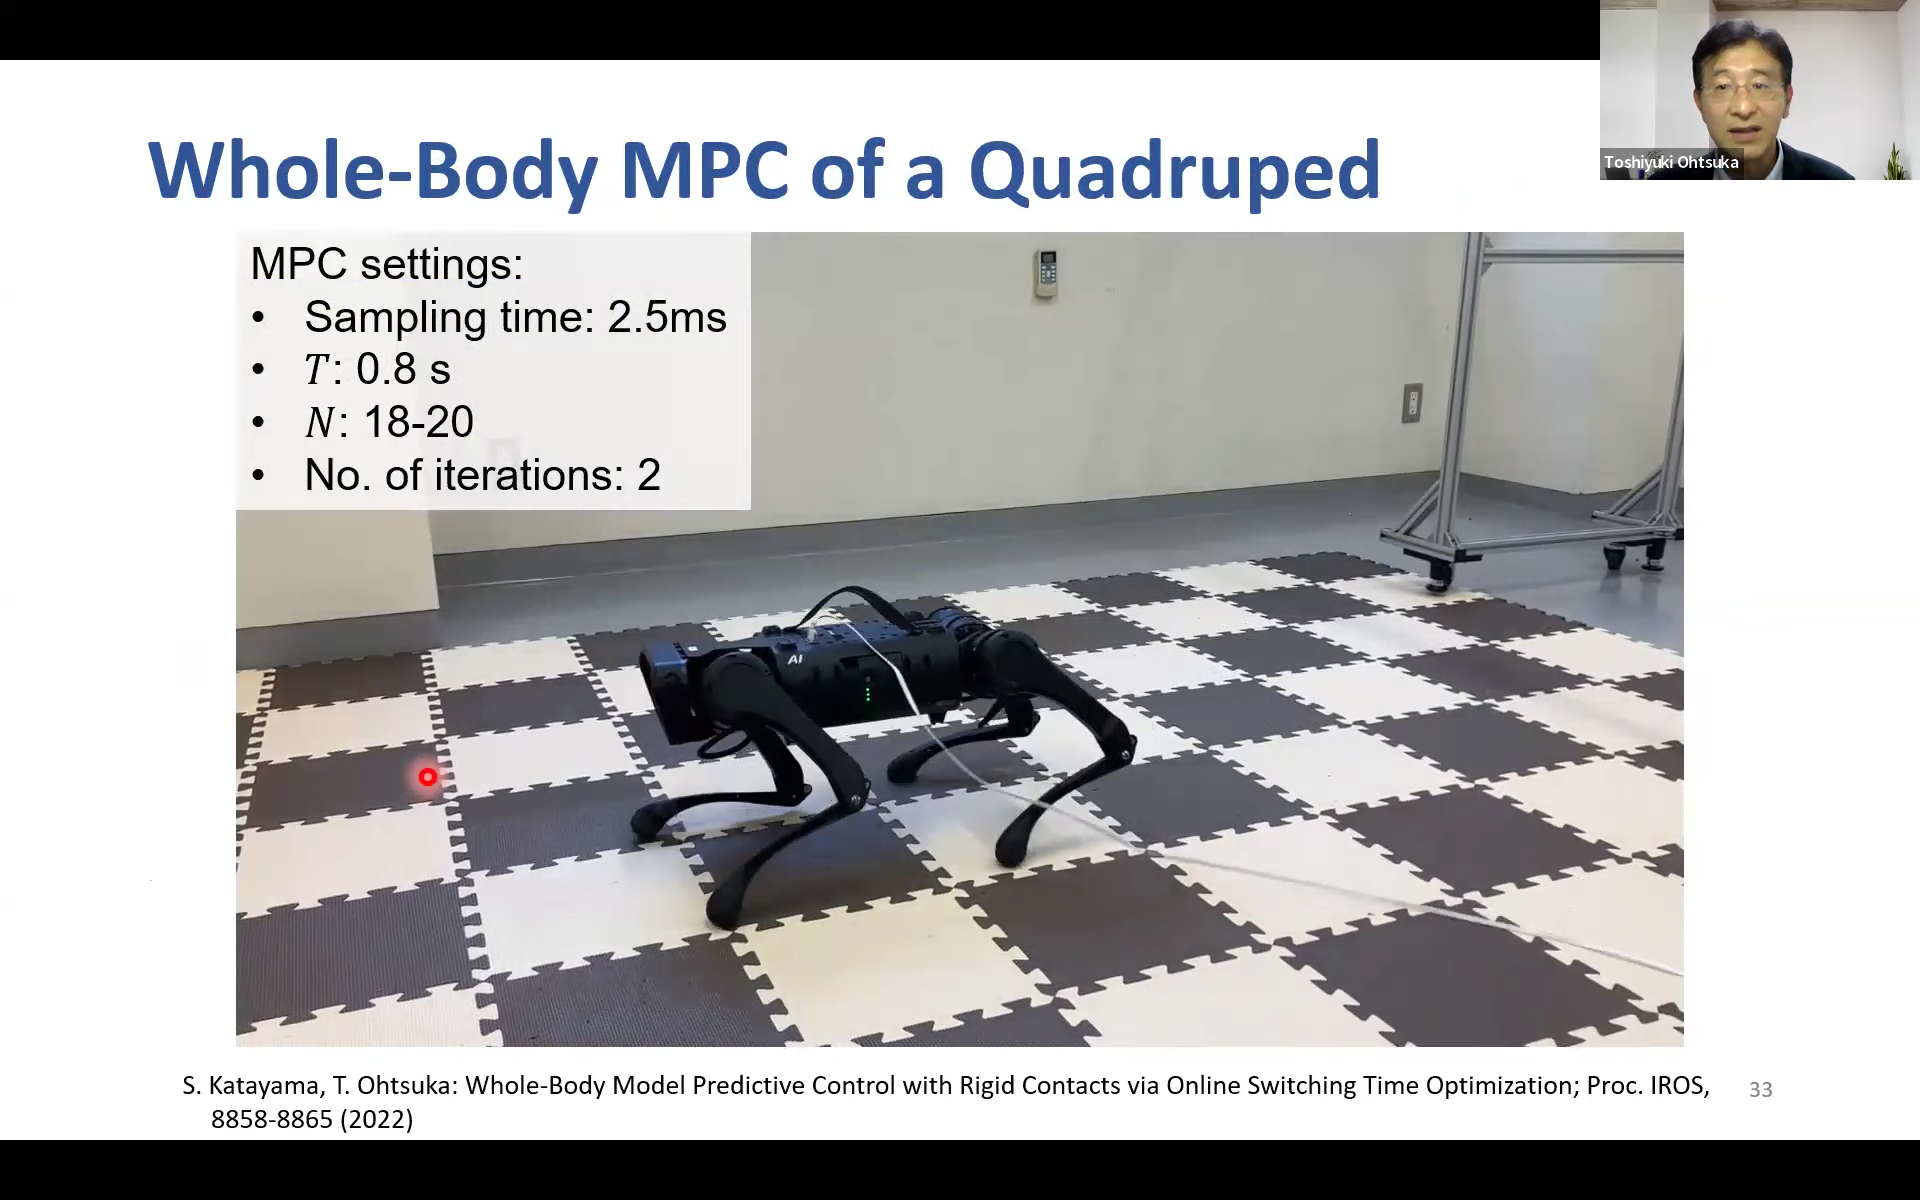 Toshiyuki Ohtsuka
Whole-Body MPC of a Quadruped
MPC settings:
• Sampling time: 2.5ms
• T: 0.8 s
• N: 18-20
• No. of iterations: 2
AI
S. Katayama, T. Ohtsuka: Whole-Body Model Predictive Control with Rigid Contacts via Online Switching Time Optimization; Proc. IROS,
8858-8865 (2022)
33